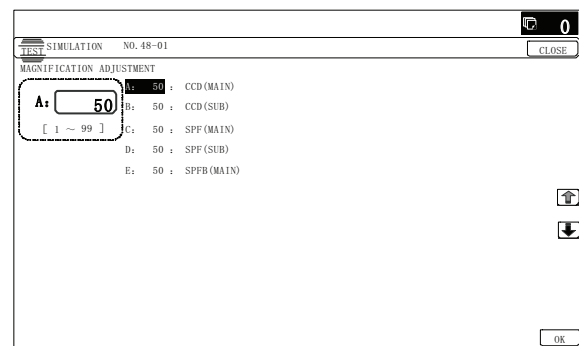 0
TEST SIMULATION NO.48-01
CLOSE
MAGNIFICATION ADJUSTMENT
A: 50
[ 1 ~ 99 ]
A: 50 : CCD(MAIN)
B: 50 : CCD(SUB)
C: 50 : SPF(MAIN)
D: 50 : SPF(SUB)
E: 50 : SPFB(MAIN)
OK